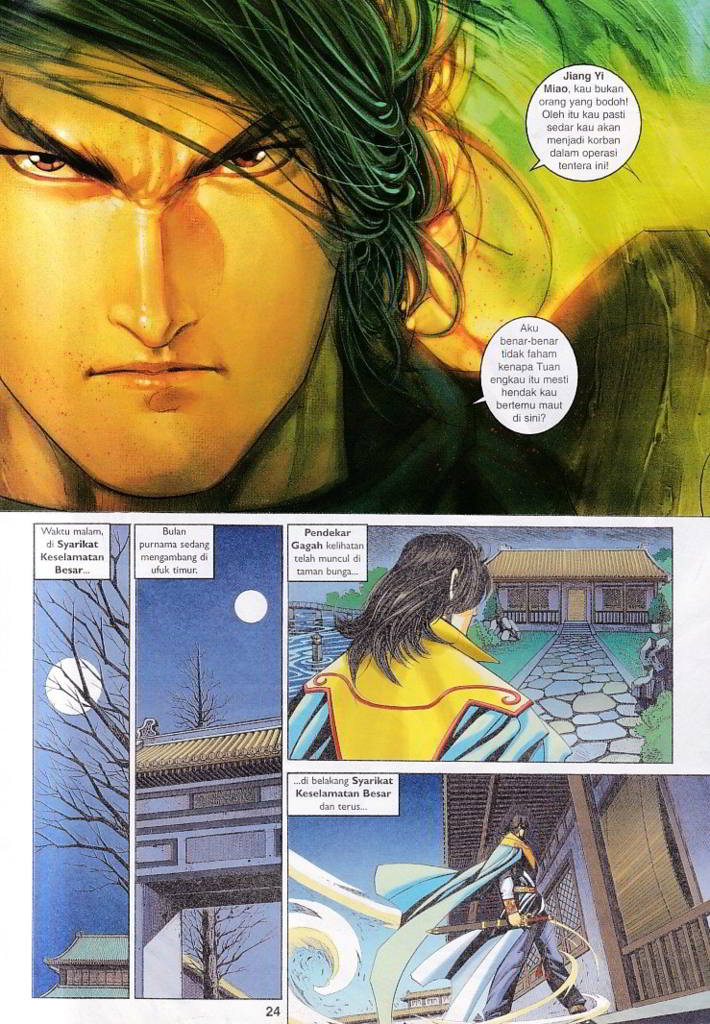 Jiang Yi
Miao, kau bukan
orang yang bodoh!
Oleh itu kau pasti
sedar kau akan
menjadi korban
dalam operasi
tentera ini!
Aku
benar-benar
tidak faham
kenapa Tuan
engkau itu mesti
hendak kau
bertemu maut
di sini?
Waktu malam,
di Syarikat
Keselamatan
Besar...
Bulan
purnama sedang
mengambang di
ufuk timur.
Pendekar
Gagah kelihatan
telah muncul di
taman bunga...
...di belakang Syarikat
Keselamatan Besar
dan terus...
24